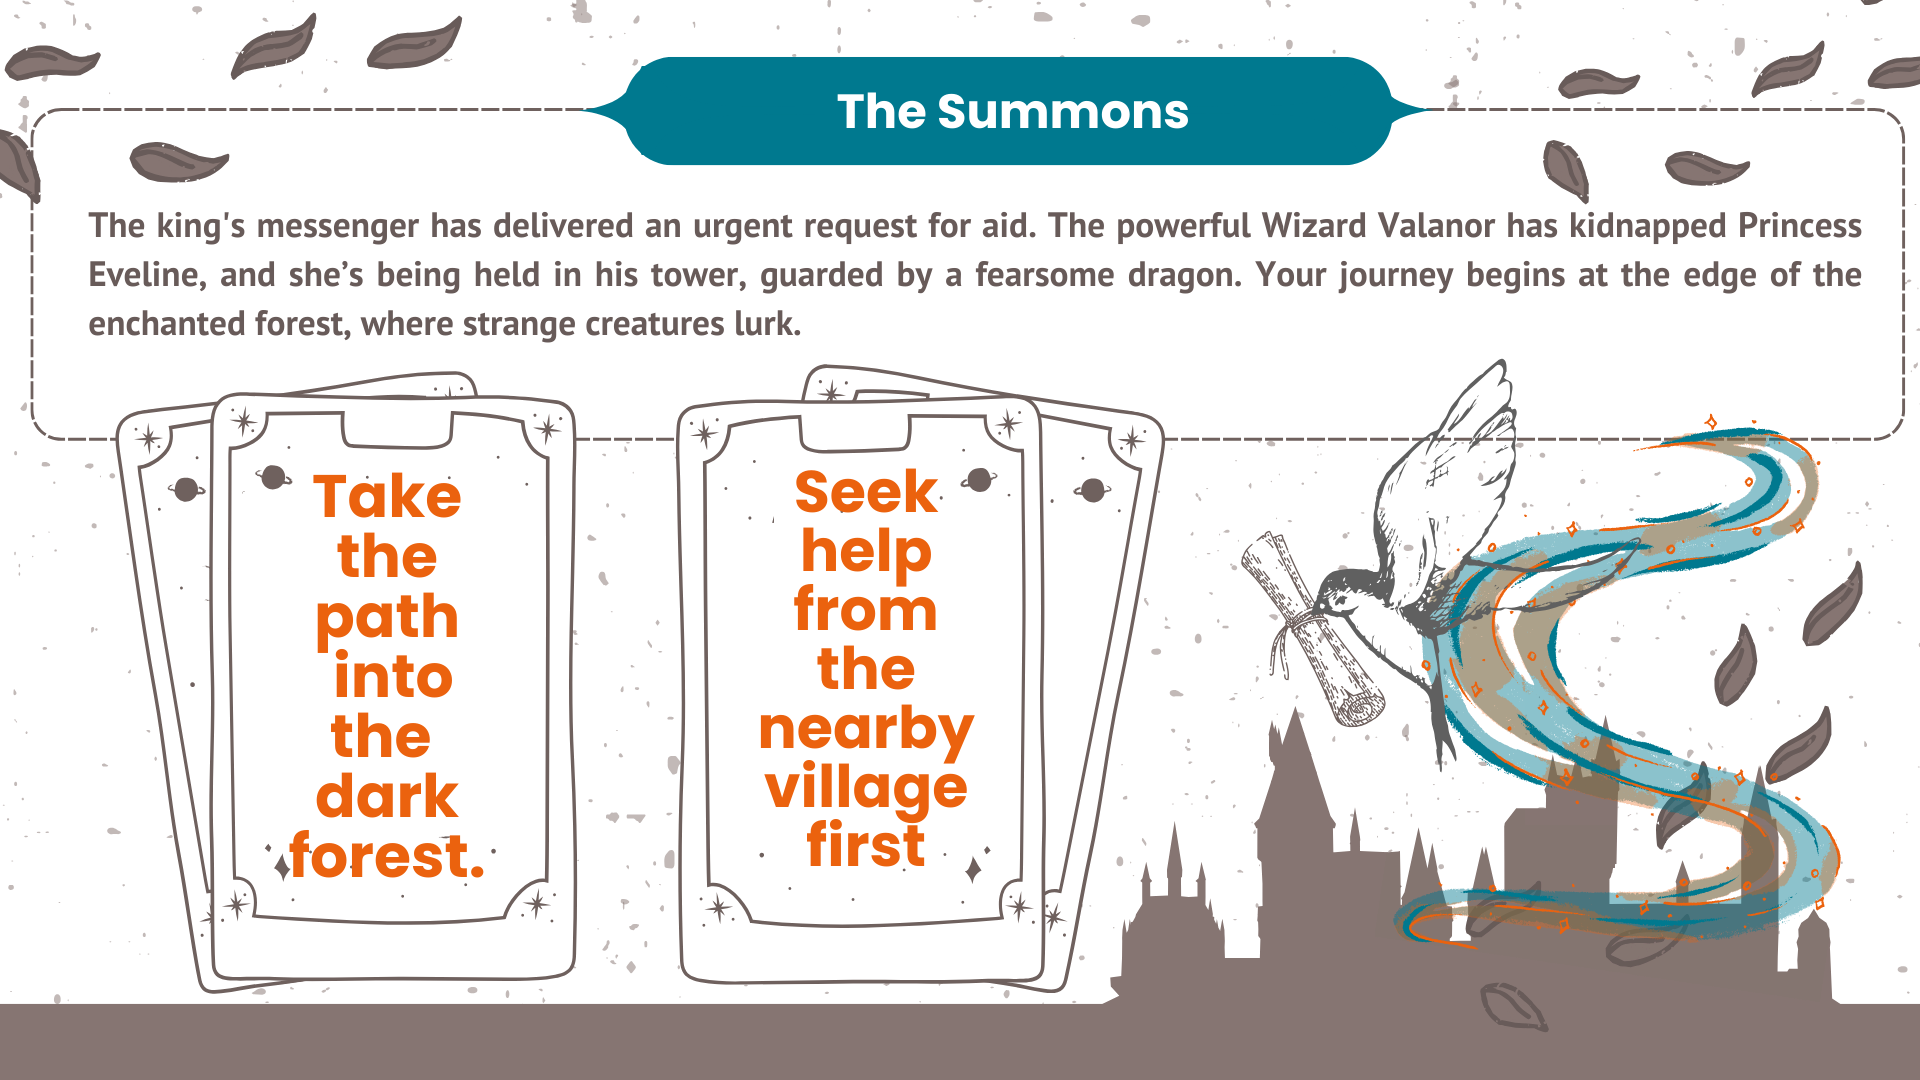 The Summons
The king's messenger has delivered an urgent request for aid. The powerful Wizard Valanor has kidnapped Princess
Eveline, and she’s being held in his tower, guarded by a fearsome dragon. Your journey begins at the edge of the
enchanted forest, where strange creatures lurk.
Take
the
path
into
the
dark
forest.
Seek
help
from
the
nearby
village
first